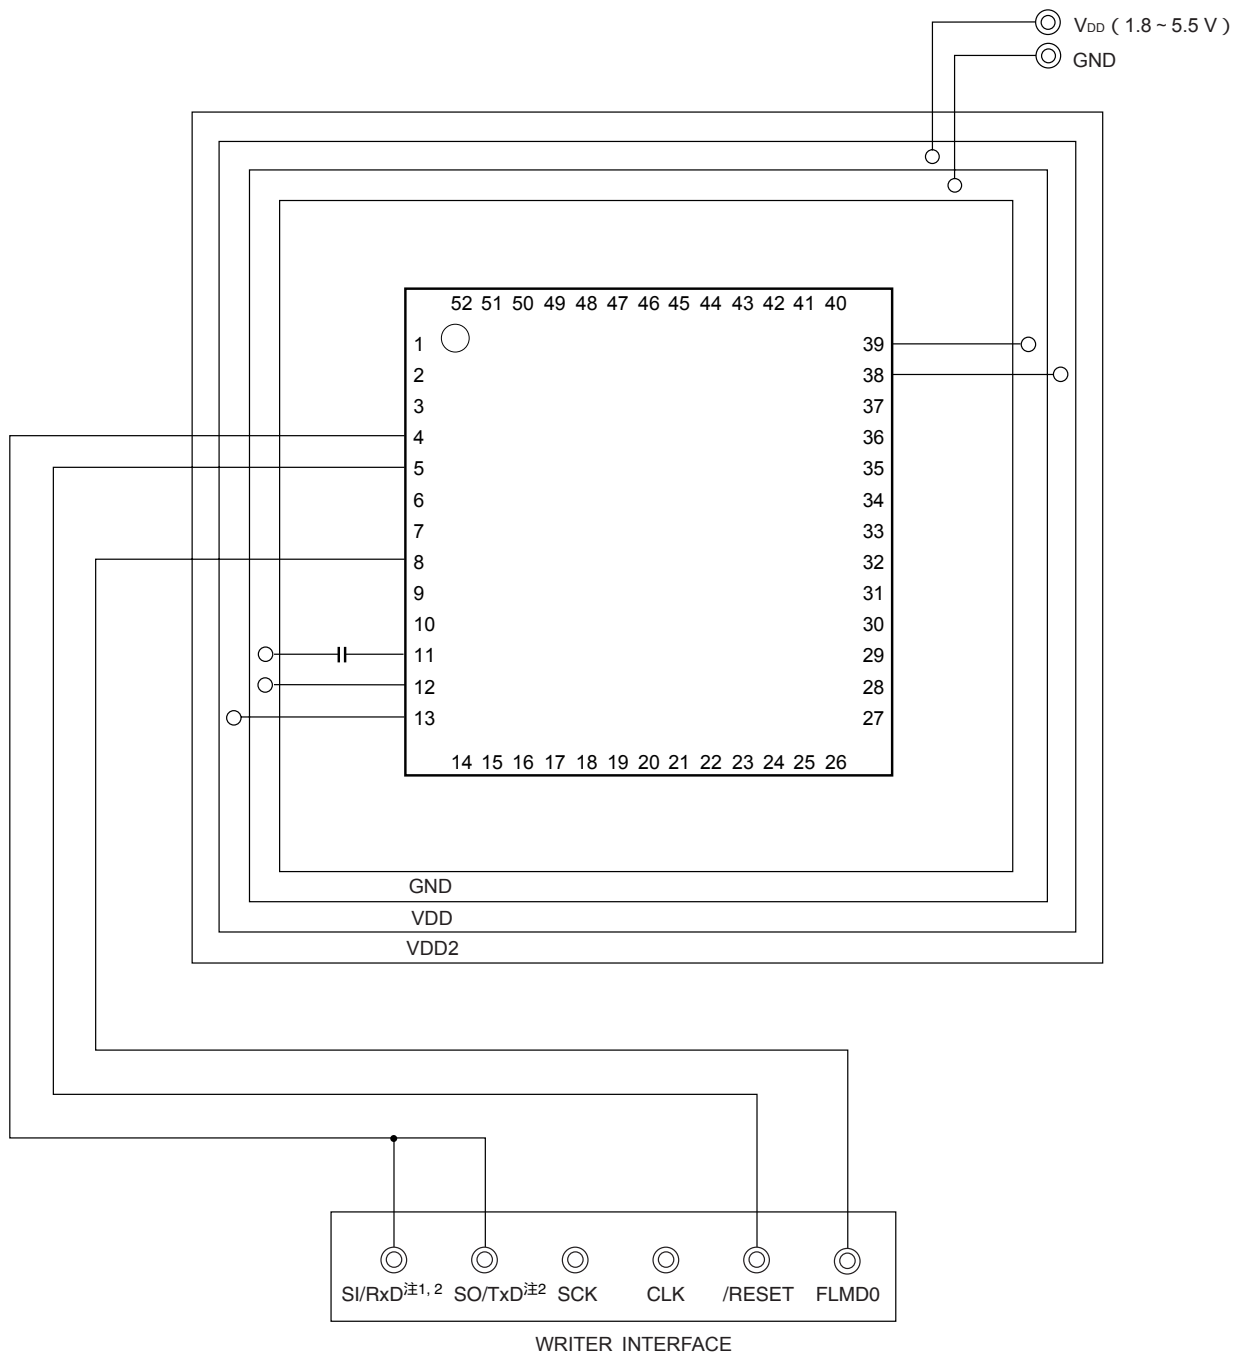 VDD ( 1.8 ~ 5.5 V )
GND
52 51 50 49 48 47 46 45 44 43 42 41 40
1 39
2 38
3 37
4 36
5 35
6 34
7 33
8 32
9 31
10 30
11 29
12 28
13 27
14 15 16 17 18 19 20 21 22 23 24 25 26
GND
VDD
VDD2
SI/RxD注1, 2 SO/TxD注2 SCK CLK /RESET FLMD0
WRITER INTERFACE